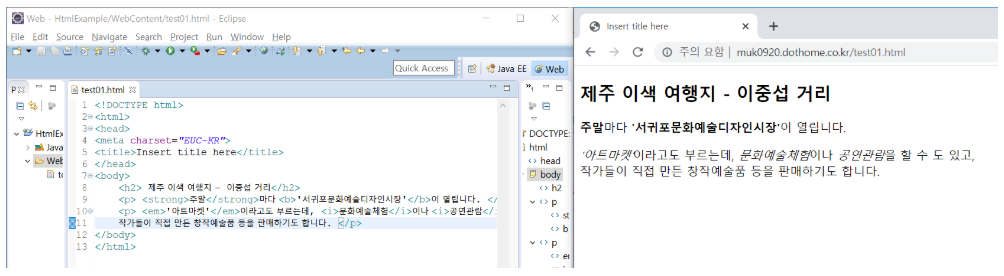 Web - HtmlExample/WebContent/test01.html - Eclipse
File Edit Source Navigate Search Project Run Window Help
Quick Access
Java EE
Web
P
test01.html
HtmlEx
Java
Web
1 <!DOCTYPE html>
2 <html>
3 <head>
4 <meta charset="EUC-KR">
5 <title>Insert title here</title>
6 </head>
7 <body>
8 <h2> 제주 이색 여행지 - 이중섭 거리</h2>
9 <p> <strong>주말</strong>마다 <b>'서귀포문화예술디자인시장'</b>이 열립니다. </
10 <p> <em>'아트마켓'</em>이라고도 부르는데, <i>문화예술체험</i>이나 <i>공연관람</i
11 작가들이 직접 만든 창작예술품 등을 판매하기도 합니다. </p>
12 </body>
13 </html>
DOCTYPE:
html
head
body
h2
p
st
b
p
Insert title here
주의 요함 | muk0920.dothome.co.kr/test01.html
제주 이색 여행지 - 이중섭 거리
주말마다 '서귀포문화예술디자인시장'이 열립니다.
'아트마켓'이라고도 부르는데, 문화예술체험이나 공연관람을 할 수 도 있고,
작가들이 직접 만든 창작예술품 등을 판매하기도 합니다.